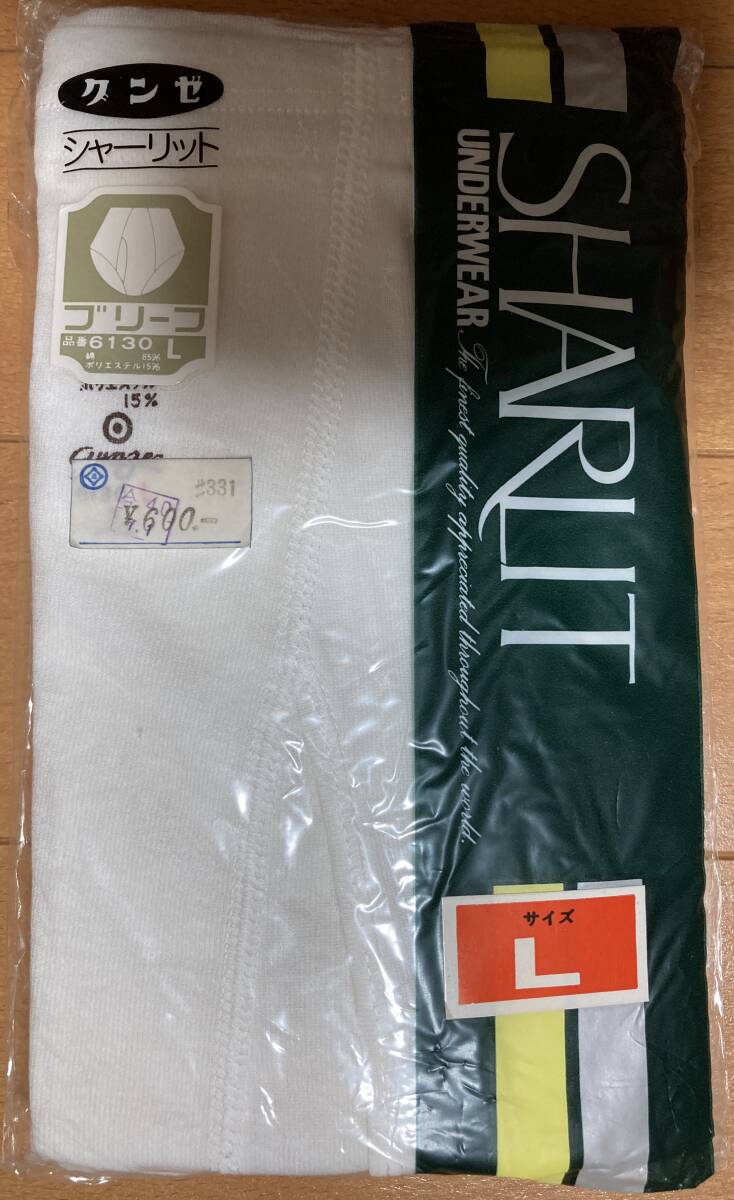 グンゼ
シャーリット
ブリーフ
品番6130 L
綿 85%
ポリエステル15%
ポリエステル
15%
Gunze
#331
¥600.-
SHARLIT
UNDERWEAR
The finest quality appreciated throughout the world.
サイズ
L